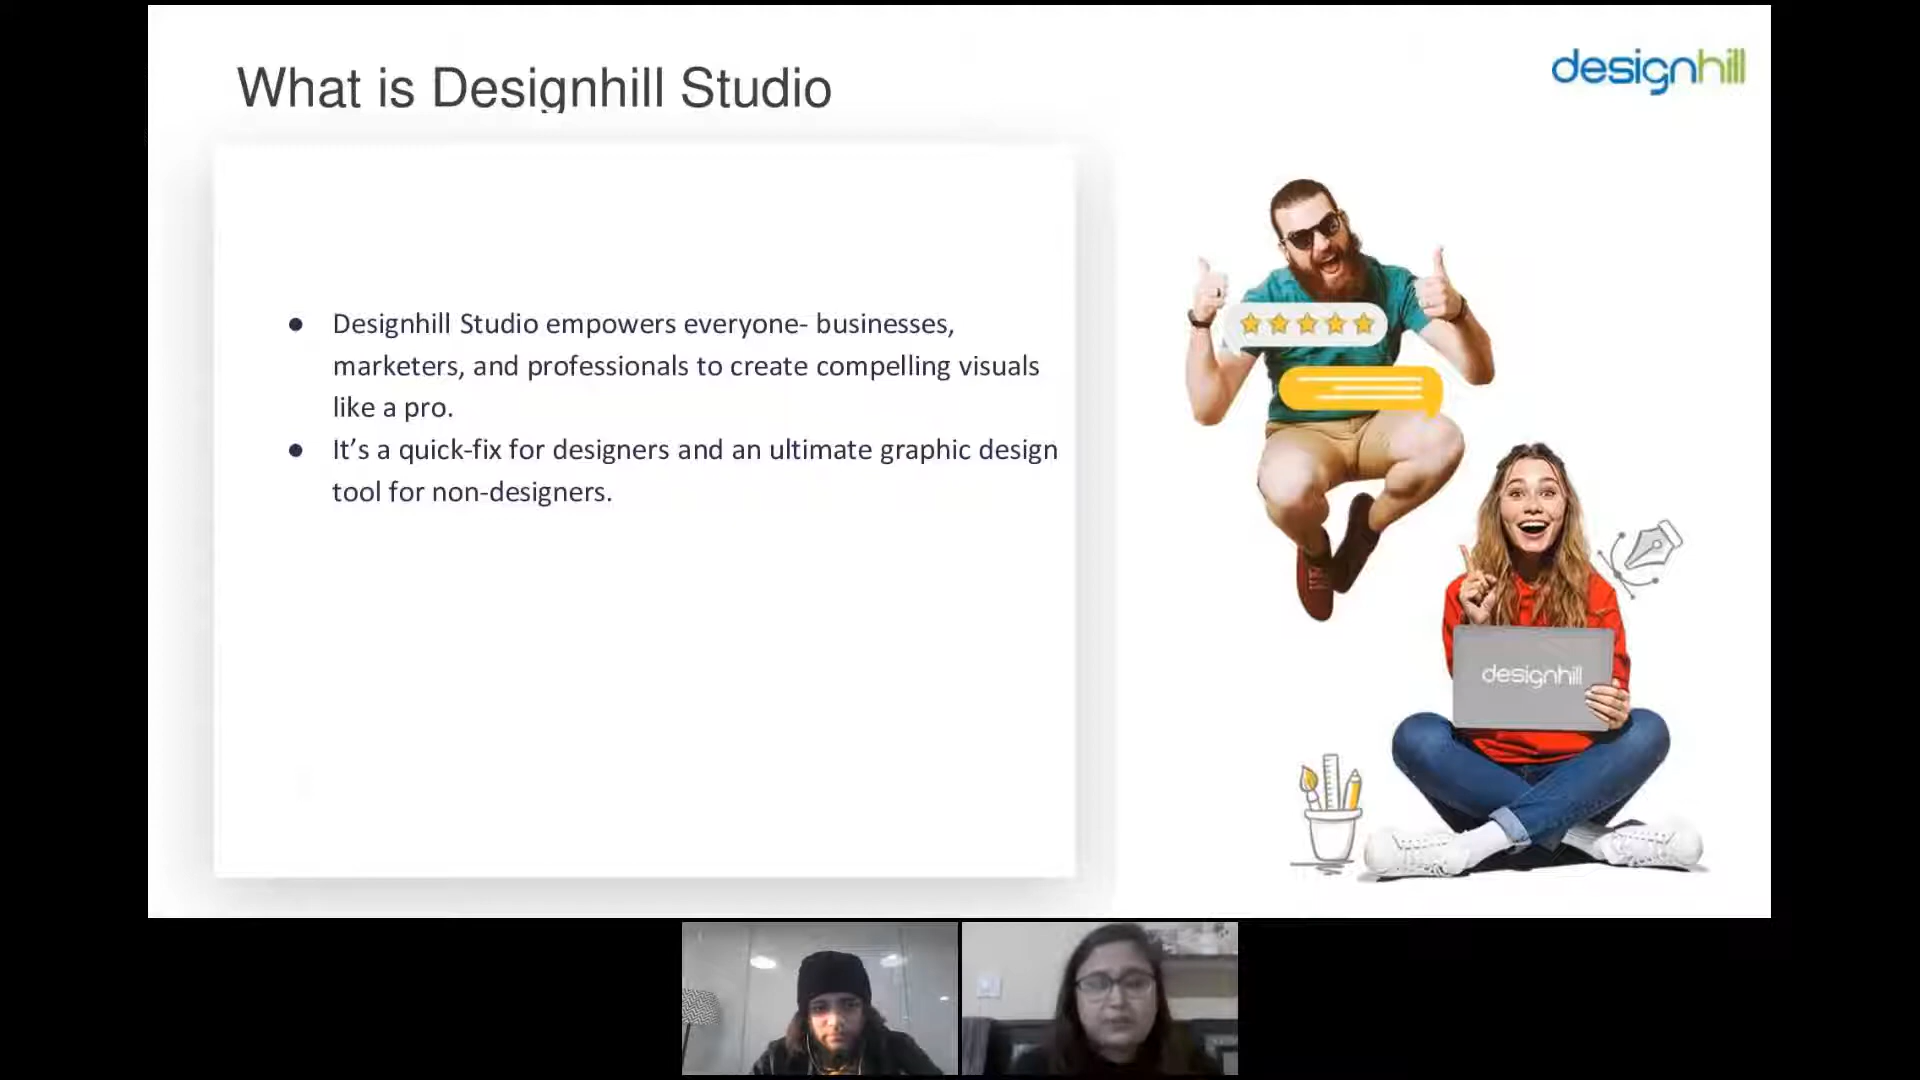 What is Designhill Studio
designhill
● Designhill Studio empowers everyone- businesses,
marketers, and professionals to create compelling visuals
like a pro.
● It’s a quick-fix for designers and an ultimate graphic design
tool for non-designers.
designhill